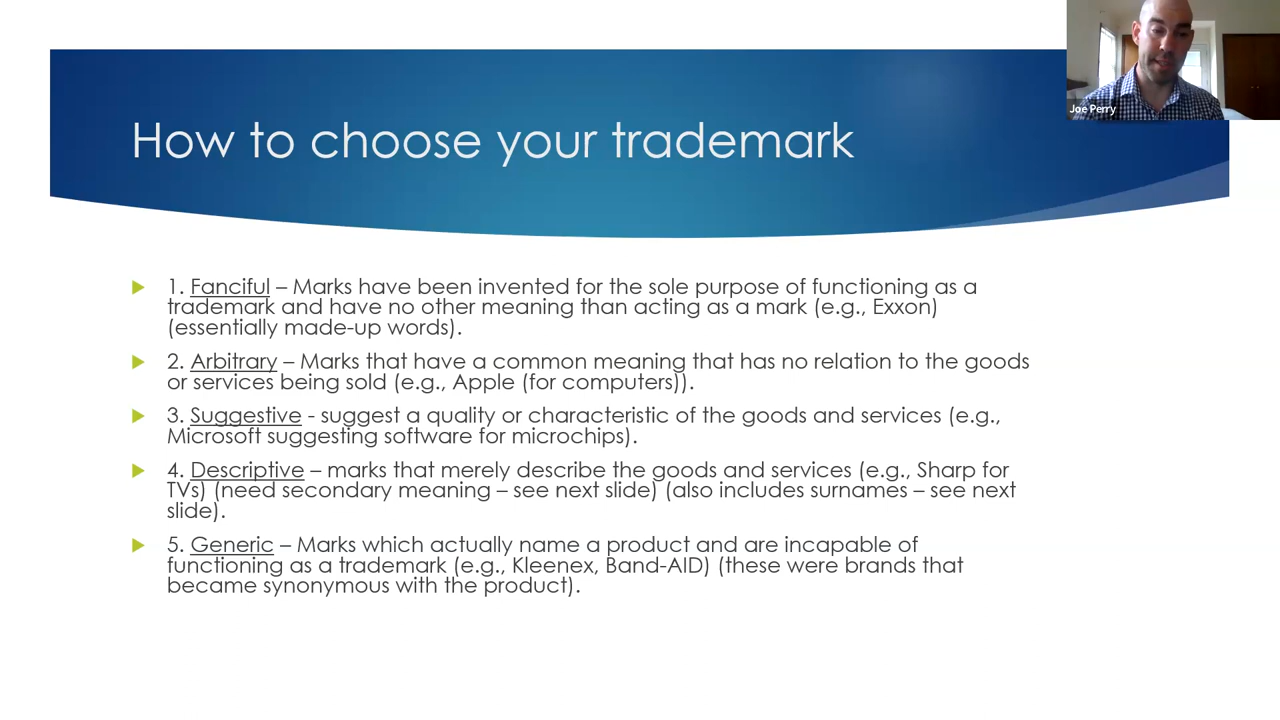 Joe Perry
How to choose your trademark
1. Fanciful – Marks have been invented for the sole purpose of functioning as a
trademark and have no other meaning than acting as a mark (e.g., Exxon)
(essentially made-up words).
2. Arbitrary – Marks that have a common meaning that has no relation to the goods
or services being sold (e.g., Apple (for computers)).
3. Suggestive - suggest a quality or characteristic of the goods and services (e.g.,
Microsoft suggesting software for microchips).
4. Descriptive – marks that merely describe the goods and services (e.g., Sharp for
TVs) (need secondary meaning – see next slide) (also includes surnames – see next
slide).
5. Generic – Marks which actually name a product and are incapable of
functioning as a trademark (e.g., Kleenex, Band-AID) (these were brands that
became synonymous with the product).